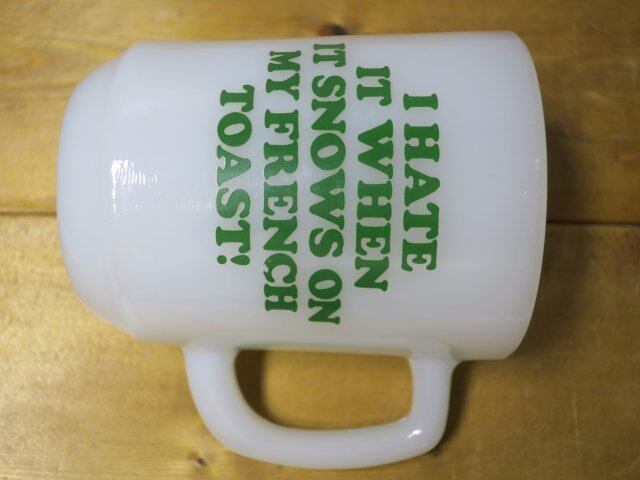 I HATE
IT WHEN
IT SNOWS ON
MY FRENCH
TOAST!